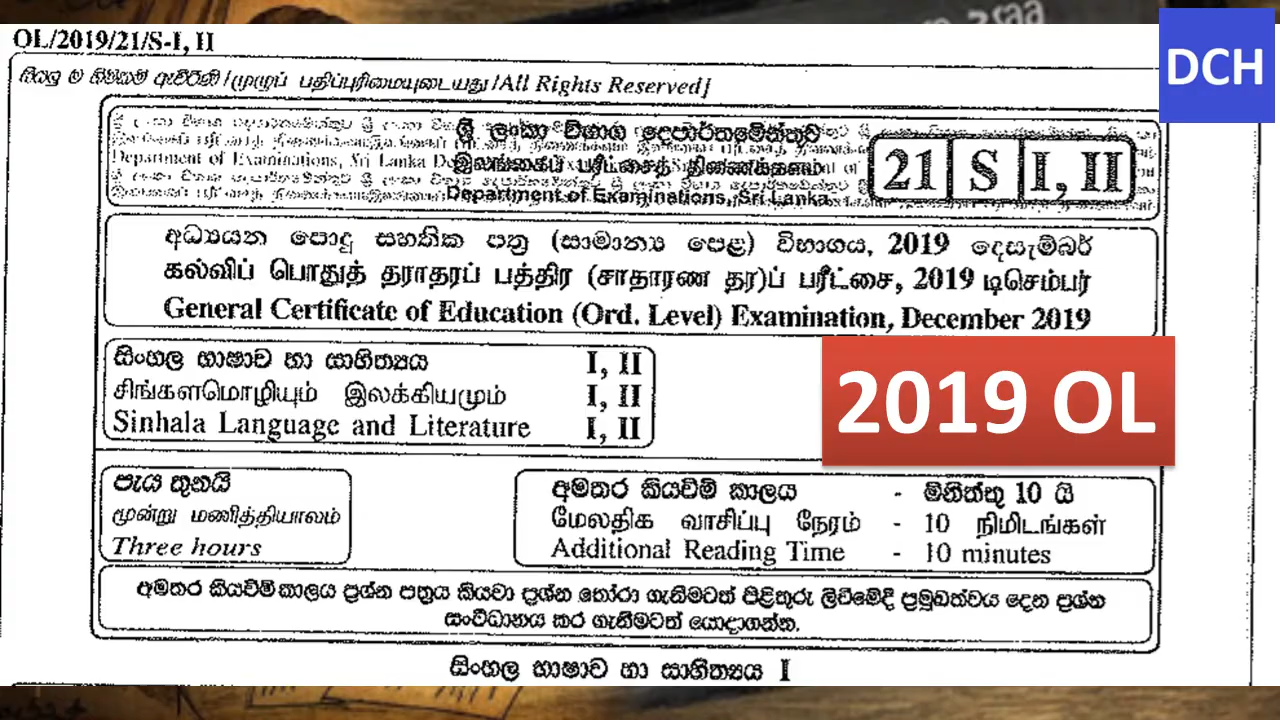 OL/2019/21/S-I, II
DCH
සියලු ම හිමිකම් ඇවිරිණි/முழுப் பதிப்புரிமையுடையது/All Rights Reserved]
ශ්‍රී ලංකා විභාග දෙපාර්තමේන්තුව
இலங்கைப் பரீட்சைத் திணைக்களம்
Department of Examinations, Sri Lanka
21 S I, II
අධ්‍යයන පොදු සහතික පත්‍ර (සාමාන්‍ය පෙළ) විභාගය, 2019 දෙසැම්බර්
கல்விப் பொதுத் தராதரப் பத்திர (சாதாரண தர)ப் பரீட்சை, 2019 டிசெம்பர்
General Certificate of Education (Ord. Level) Examination, December 2019
සිංහල භාෂාව හා සාහිත්‍යය I, II
சிங்களமொழியும் இலக்கியமும் I, II
Sinhala Language and Literature I, II
2019 OL
පැය තුනයි
மூன்று மணித்தியாலம்
Three hours
අමතර කියවීම් කාලය - මිනිත්තු 10 යි
மேலதிக வாசிப்பு நேரம் - 10 நிமிடங்கள்
Additional Reading Time - 10 minutes
අමතර කියවීම් කාලය ප්‍රශ්න පත්‍රය කියවා ප්‍රශ්න තෝරා ගැනීමටත් පිළිතුරු ලිවීමේදී ප්‍රමුඛත්වය දෙන ප්‍රශ්න
සංවිධානය කර ගැනීමටත් යොදාගන්න.
සිංහල භාෂාව හා සාහිත්‍යය I